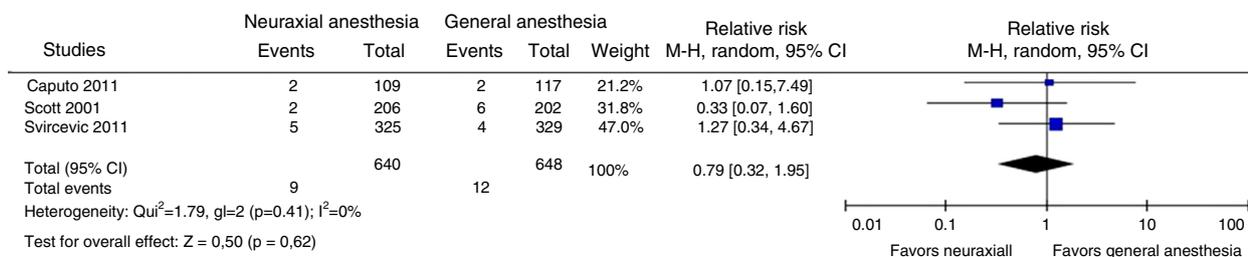 Neuraxial anesthesia General anesthesia Relative risk Relative risk
Studies Events Total Events Total Weight M-H, random, 95% CI M-H, random, 95% CI
Caputo 2011 2 109 2 117 21.2% 1.07 [0.15,7.49]
Scott 2001 2 206 6 202 31.8% 0.33 [0.07, 1.60]
Svircevic 2011 5 325 4 329 47.0% 1.27 [0.34, 4.67]
Total (95% CI) 640 648 100% 0.79 [0.32, 1.95]
Total events 9 12
Heterogeneity: Qui²=1.79, gl=2 (p=0.41); I²=0%
Test for overall effect: Z = 0,50 (p = 0,62)
0.01 0.1 1 10 100
Favors neuraxiall Favors general anesthesia